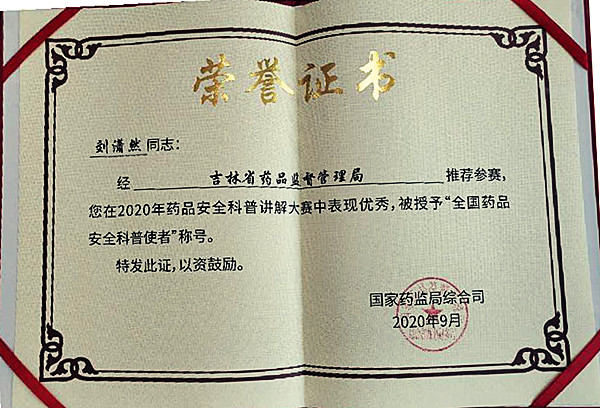 荣誉证书
刘潇然同志：
经 吉林省药品监督管理局 推荐参赛，
您在2020年药品安全科普讲解大赛中表现优秀，被授予“全国药品
安全科普使者”称号。
特发此证，以资鼓励。
国家药监局综合司
2020年9月